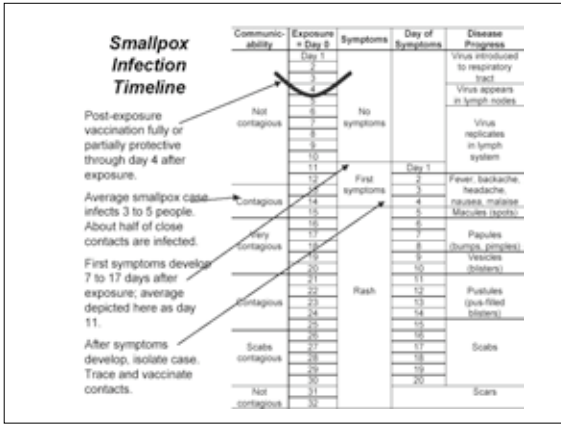 Smallpox
Infection
Timeline
Post-exposure
vaccination fully or
partially protective
through day 4 after
exposure.
Average smallpox case
infects 3 to 5 people.
About half of close
contacts are infected.
First symptoms develop
7 to 17 days after
exposure; average
depicted here as day
11.
After symptoms
develop, isolate case.
Trace and vaccinate
contacts.
Communic-
ability
Not
contagious
Contagious
Very
contagious
Contagious
Scabs
contagious
Not
contagious
Exposure
= Day 0
Day 1
2
3
4
5
6
7
8
9
10
11
12
13
14
15
16
17
18
19
20
21
22
23
24
25
26
27
28
29
30
31
32
Symptoms
No
symptoms
First
symptoms
Rash
Day of
Symptoms
Day 1
2
3
4
5
6
7
8
9
10
11
12
13
14
15
16
17
18
19
20
Disease
Progress
Virus introduced
to respiratory
tract
Virus appears
in lymph nodes
Virus
replicates
in lymph
system
Fever, backache,
headache,
nausea, malaise
Macules (spots)
Papules
(bumps, pimples)
Vesicles
(blisters)
Pustules
(pus-filled
blisters)
Scabs
Scars